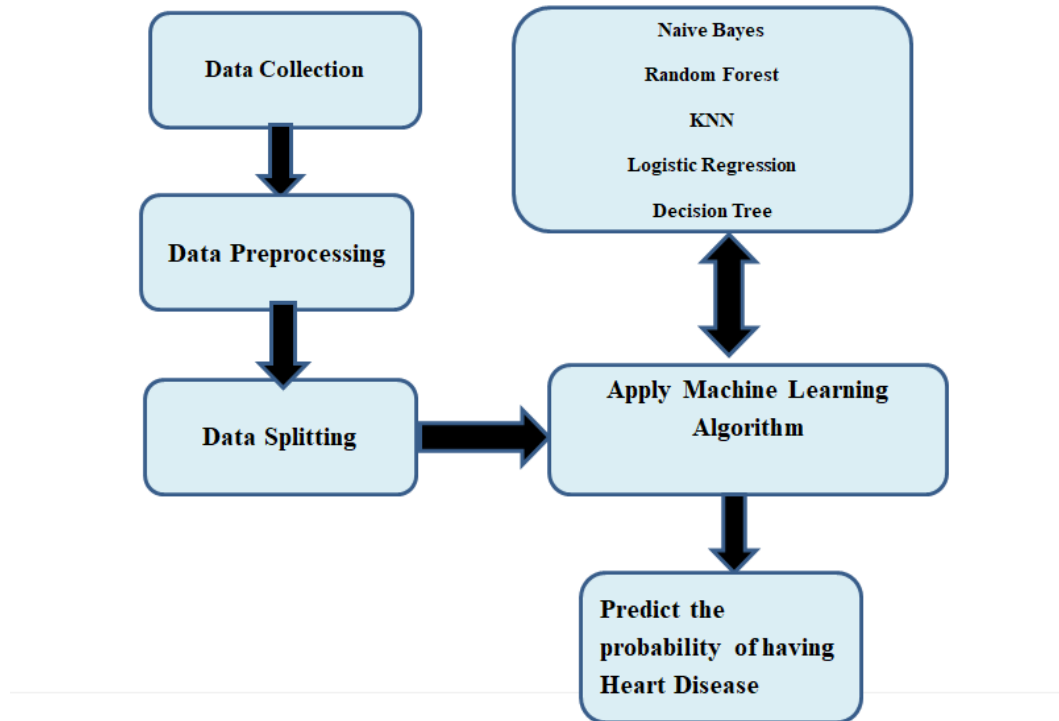 Data Collection
Data Preprocessing
Data Splitting
Naive Bayes
Random Forest
KNN
Logistic Regression
Decision Tree
Apply Machine Learning
Algorithm
Predict the
probability of having
Heart Disease